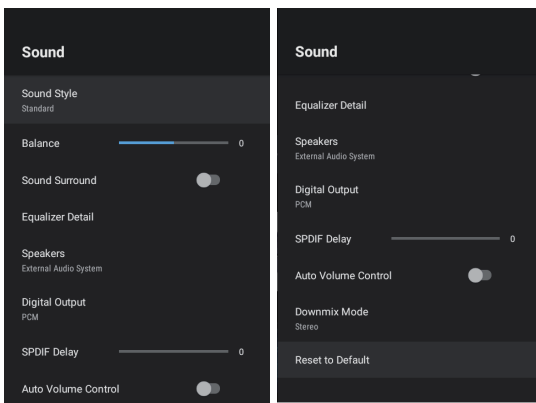 Sound
Sound Style
Standard
Balance 0
Sound Surround
Equalizer Detail
Speakers
External Audio System
Digital Output
PCM
SPDIF Delay 0
Auto Volume Control
Sound
Equalizer Detail
Speakers
External Audio System
Digital Output
PCM
SPDIF Delay 0
Auto Volume Control
Downmix Mode
Stereo
Reset to Default